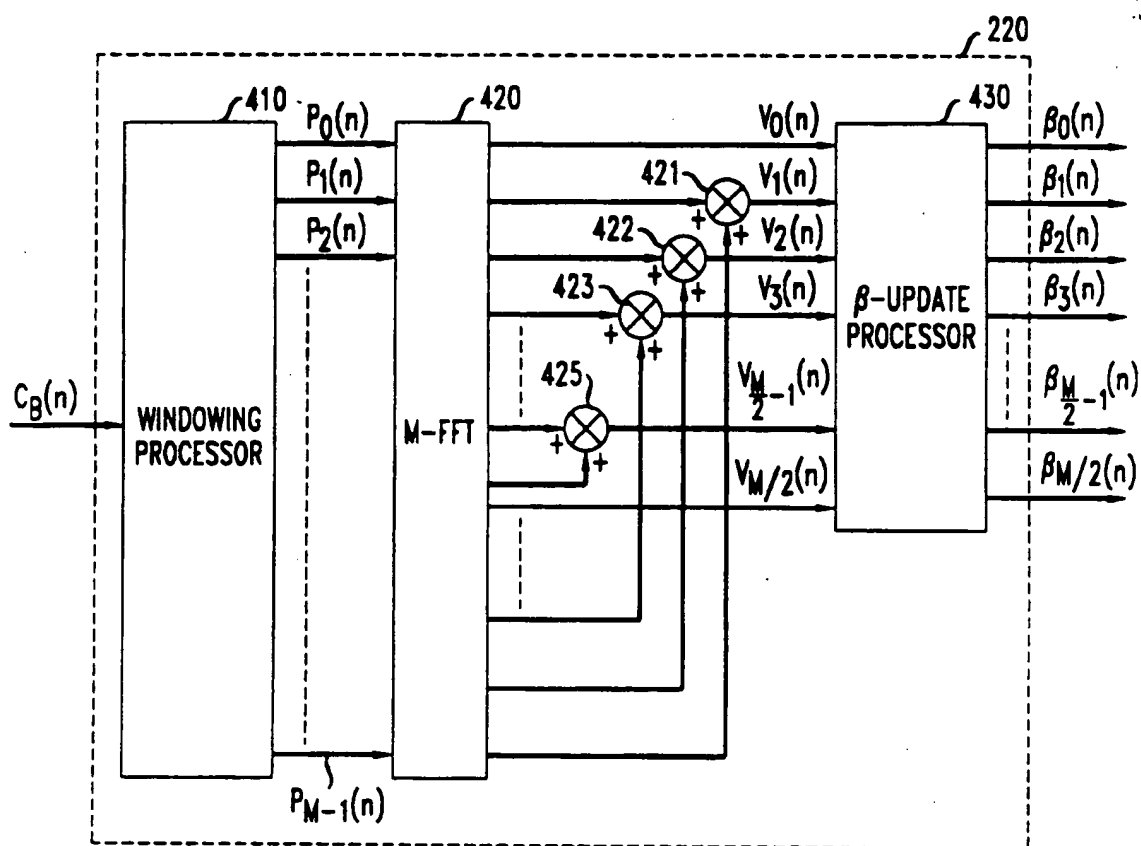 220
410
P0(n)
420
V0(n)
430
β0(n)
P1(n)
421
V1(n)
β1(n)
P2(n)
422
V2(n)
β2(n)
423
V3(n)
β3(n)
+ +
+ +
+ +
β-UPDATE
PROCESSOR
CB(n)
WINDOWING
PROCESSOR
M-FFT
425
VM/2-1(n)
βM/2-1(n)
+ +
VM/2(n)
βM/2(n)
PM-1(n)